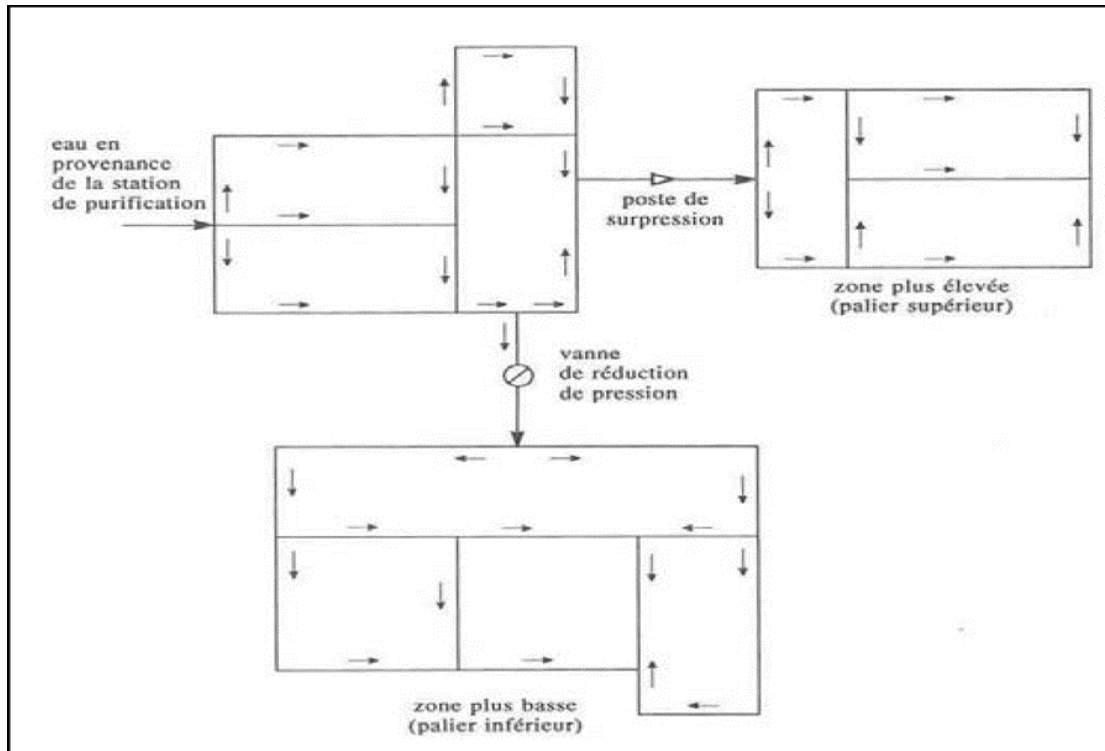 eau en
provenance
de la station
de purification
poste de
surpression
zone plus élevée
(palier supérieur)
vanne
de réduction
de pression
zone plus basse
(palier inférieur)